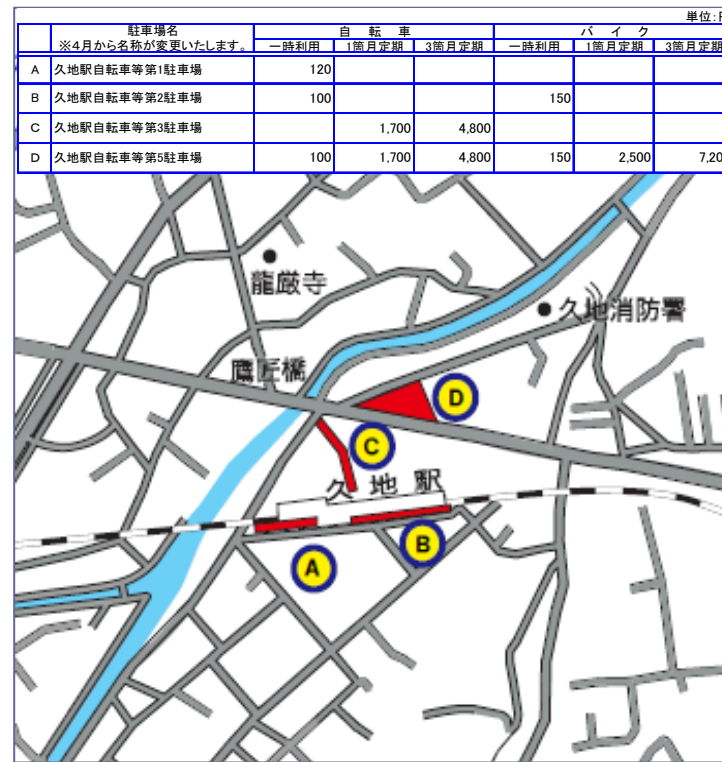 単位:
駐車場名 自転車 バイク
※4月から名称が変更いたします。 一時利用 1箇月定期 3箇月定期 一時利用 1箇月定期 3箇月定期
A 久地駅自転車等第1駐車場 120
B 久地駅自転車等第2駐車場 100 150
C 久地駅自転車等第3駐車場 1,700 4,800
D 久地駅自転車等第5駐車場 100 1,700 4,800 150 2,500 7,20
龍厳寺
久地消防署
鷹匠橋
D
C
久地駅
B
A